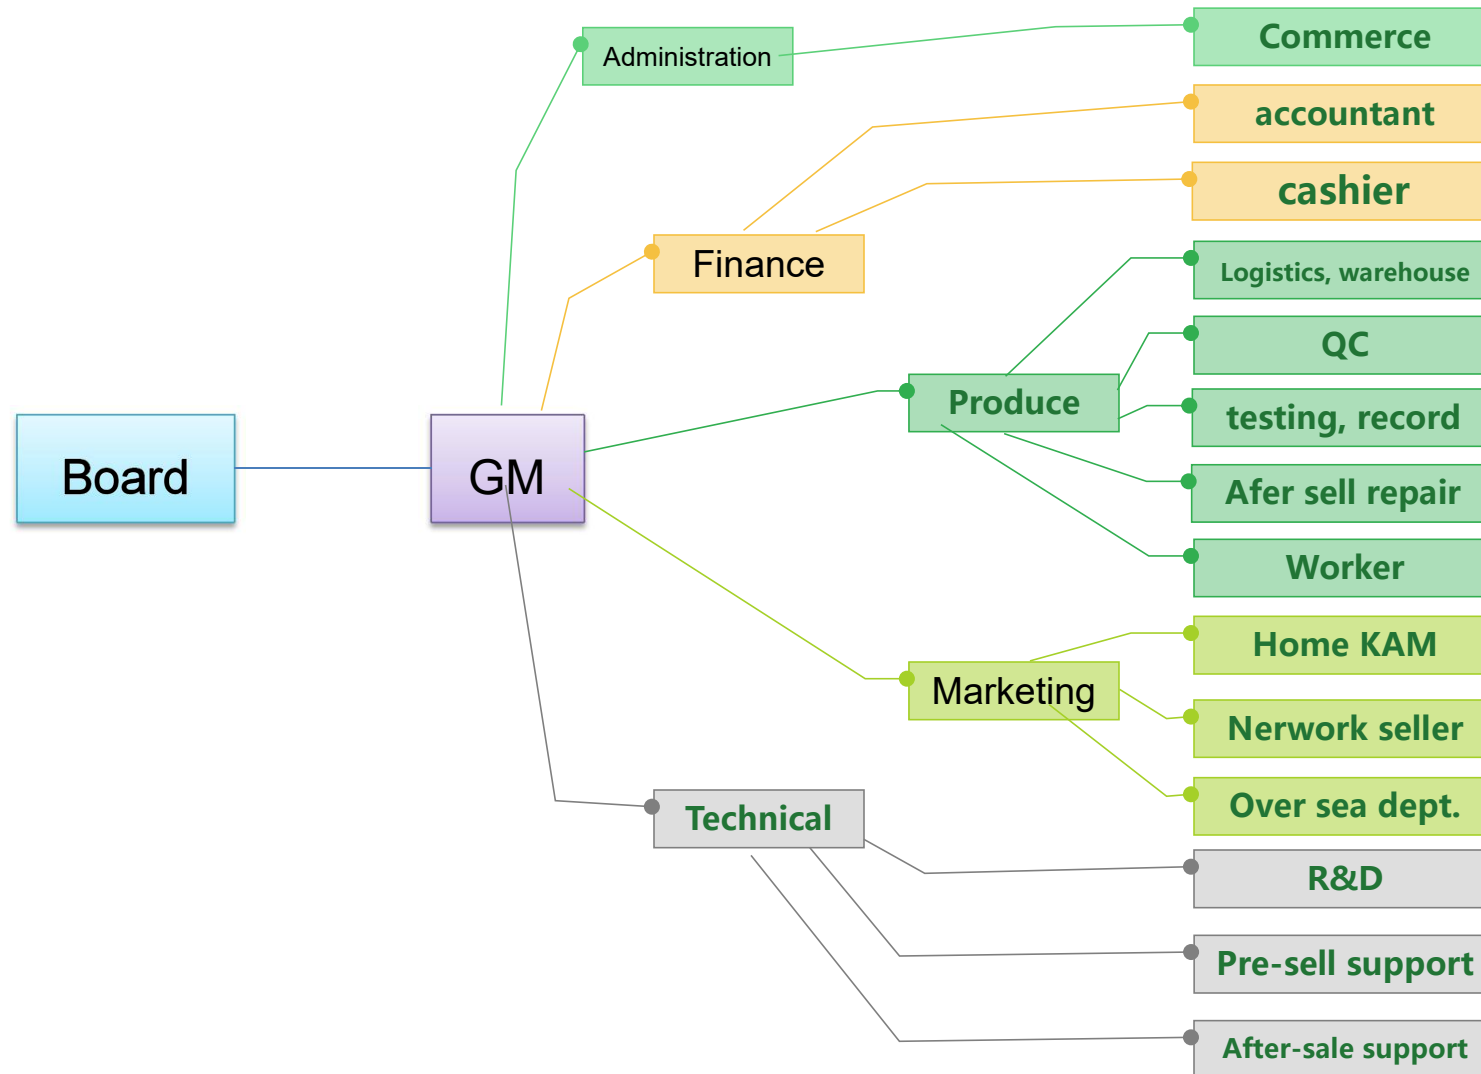 Board
GM
Administration
Finance
Produce
Marketing
Technical
Commerce
accountant
cashier
Logistics, warehouse
QC
testing, record
Afer sell repair
Worker
Home KAM
Nerwork seller
Over sea dept.
R&D
Pre-sell support
After-sale support